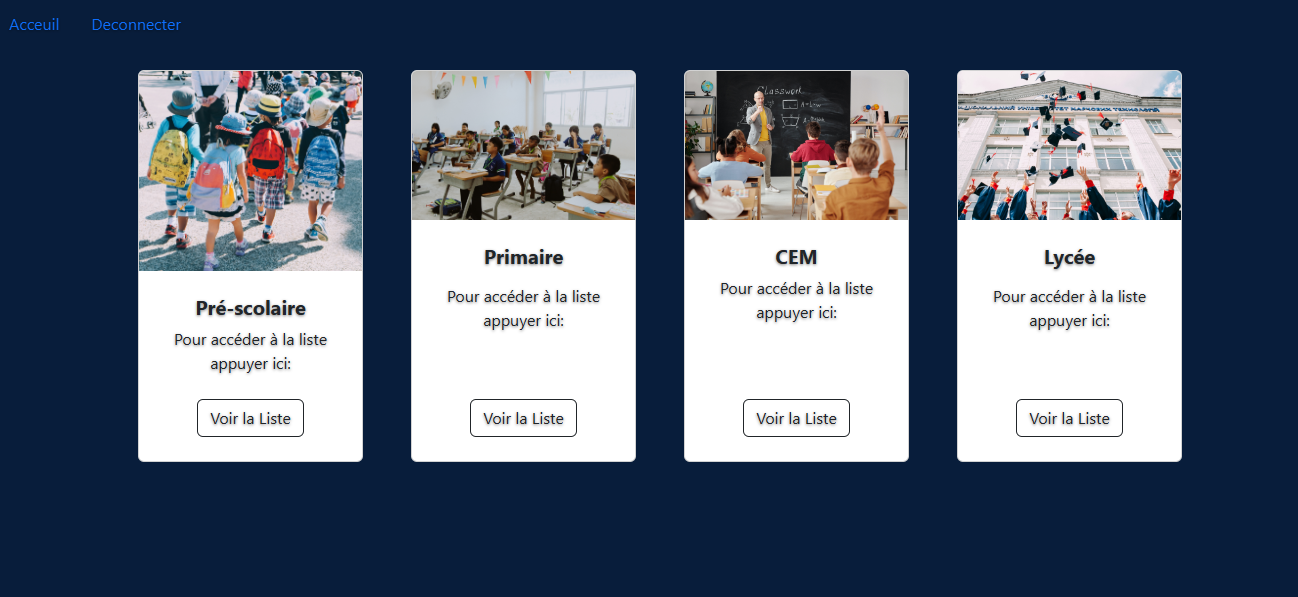 Acceuil Deconnecter
Pré-scolaire
Pour accéder à la liste
appuyer ici:
Voir la Liste
Classwork
Primaire
Pour accéder à la liste
appuyer ici:
Voir la Liste
CEM
Pour accéder à la liste
appuyer ici:
Voir la Liste
Lycée
Pour accéder à la liste
appuyer ici:
Voir la Liste